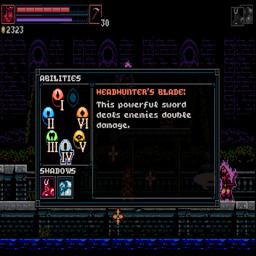 30
2323
ABILITIES
HEADHUNTER'S BLADE:
This powerful sword
deals enemies double
damage.
I
II VI
III V
IV
SHADOWS